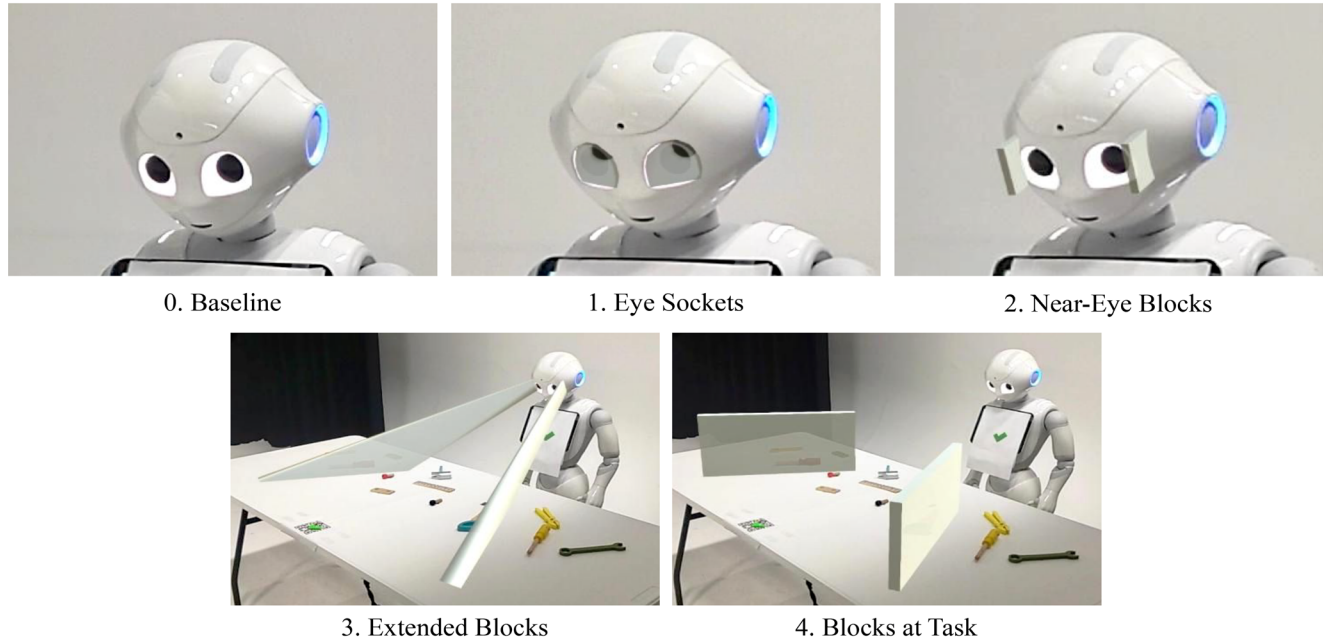 0. Baseline
1. Eye Sockets
2. Near-Eye Blocks
3. Extended Blocks
4. Blocks at Task